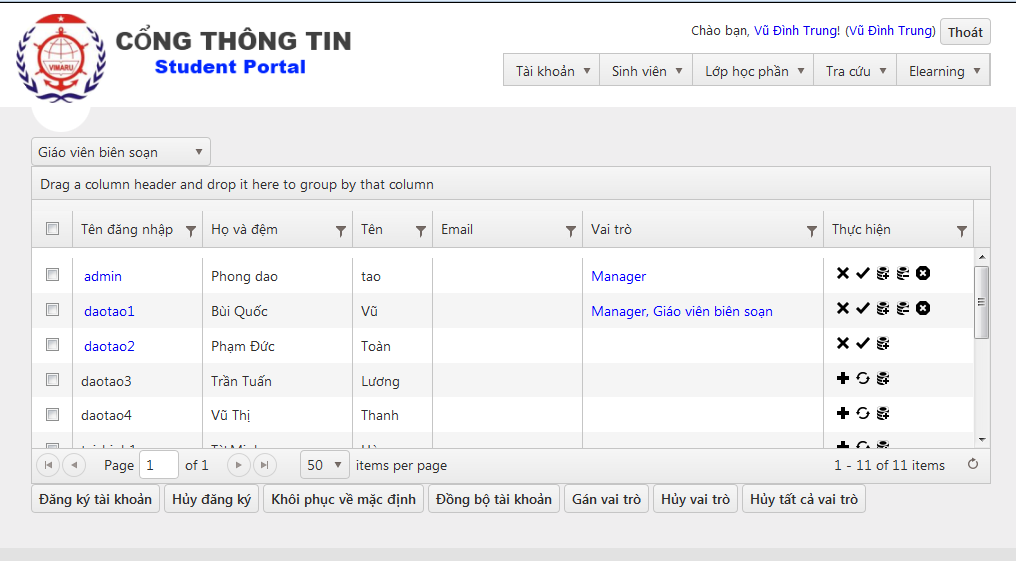 Chào bạn, Vũ Đình Trung! (Vũ Đình Trung) Thoát
VIMARU
CỔNG THÔNG TIN
Student Portal
Tài khoản Sinh viên Lớp học phần Tra cứu Elearning
Giáo viên biên soạn
Drag a column header and drop it here to group by that column
Tên đăng nhập Họ và đệm Tên Email Vai trò Thực hiện
admin Phong dao tao Manager
daotao1 Bùi Quốc Vũ Manager, Giáo viên biên soạn
daotao2 Phạm Đức Toàn
daotao3 Trần Tuấn Lương
daotao4 Vũ Thị Thanh
Page 1 of 1 50 items per page 1 - 11 of 11 items
Đăng ký tài khoản Hủy đăng ký Khôi phục về mặc định Đồng bộ tài khoản Gán vai trò Hủy vai trò Hủy tất cả vai trò